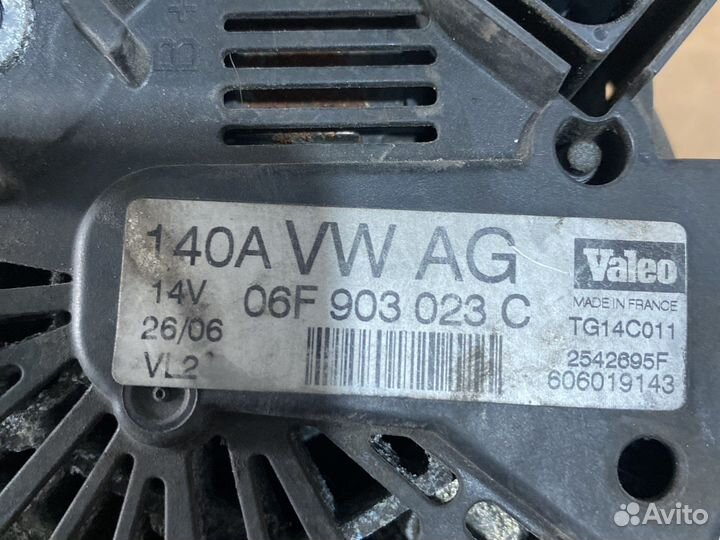 B+
140A VW AG
14V 06F 903 023 C
26/06
VL2
Valeo
MADE IN FRANCE
TG14C011
2542695F
606019143
Avito